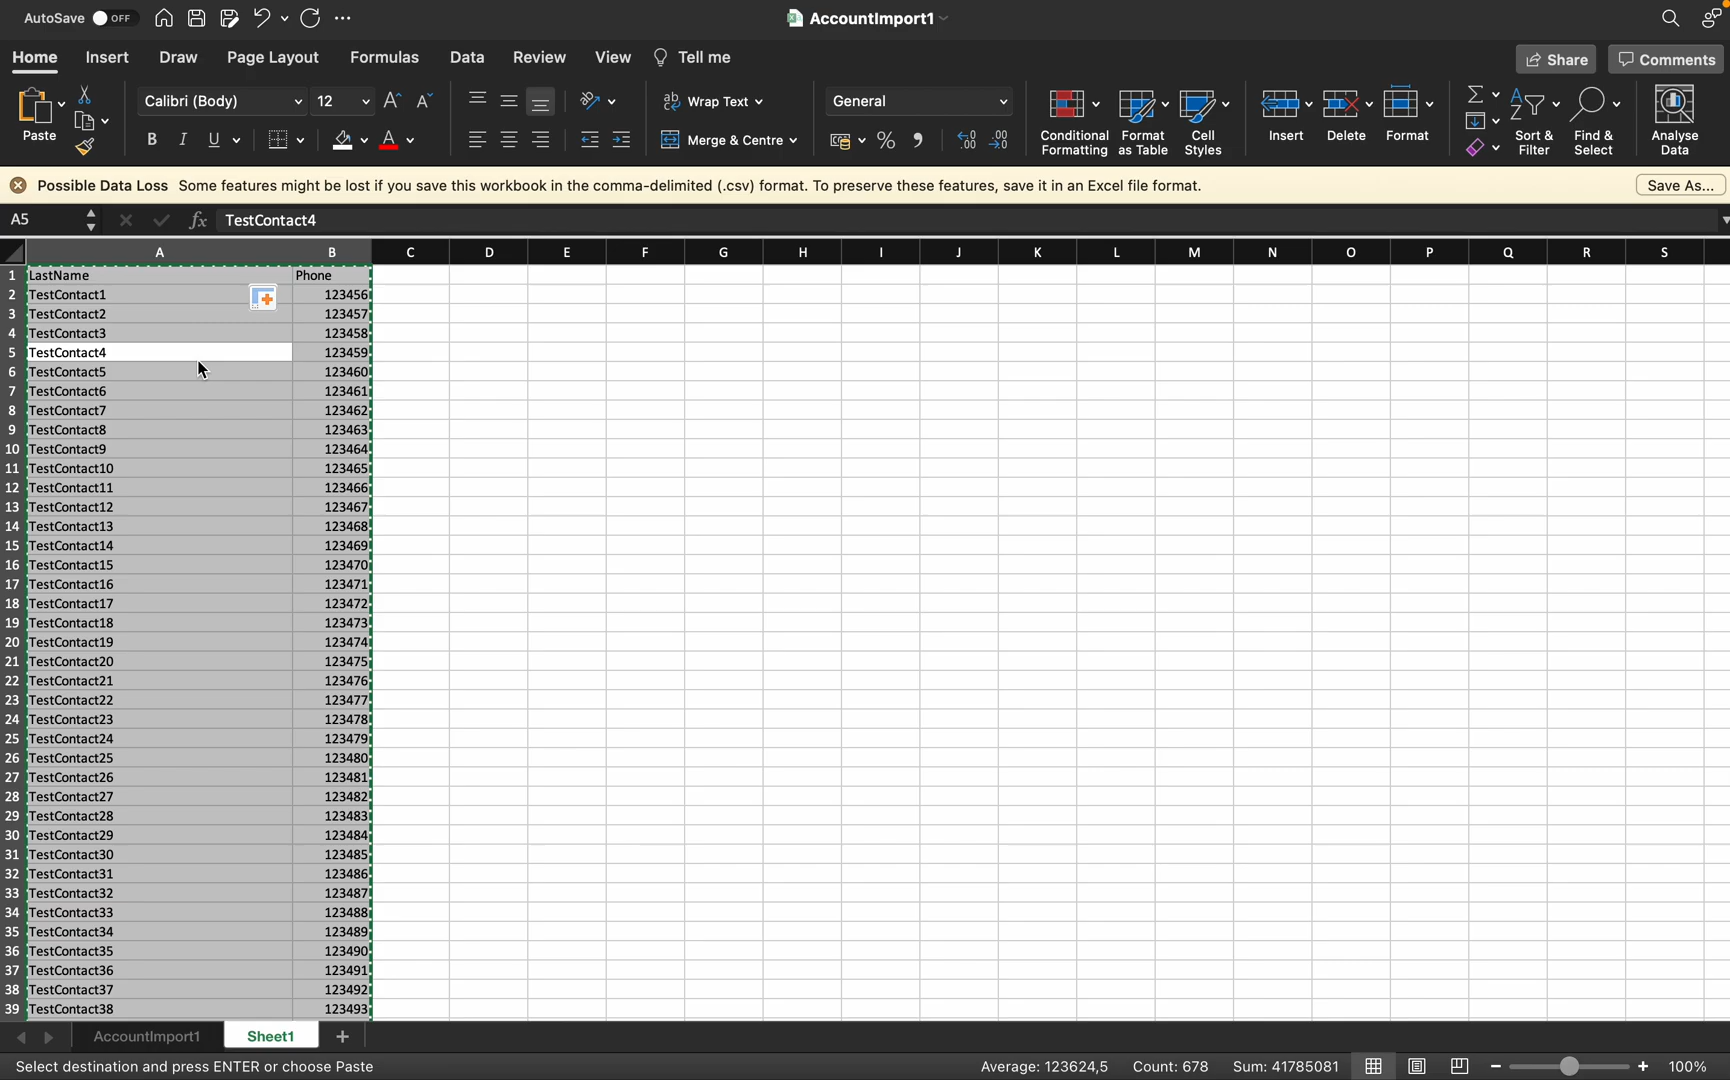 AutoSave OFF
AccountImport1
Home Insert Draw Page Layout Formulas Data Review View Tell me
Share Comments
Paste
Calibri (Body) 12
B I U
Wrap Text
Merge & Centre
General
Conditional Formatting
Format as Table
Cell Styles
Insert
Delete
Format
Sort & Filter
Find & Select
Analyse Data
Possible Data Loss Some features might be lost if you save this workbook in the comma-delimited (.csv) format. To preserve these features, save it in an Excel file format. Save As...
A5 fx TestContact4
A B C D E F G H I J K L M N O P Q R S
1 LastName Phone
2 TestContact1 123456
3 TestContact2 123457
4 TestContact3 123458
5 TestContact4 123459
6 TestContact5 123460
7 TestContact6 123461
8 TestContact7 123462
9 TestContact8 123463
10 TestContact9 123464
11 TestContact10 123465
12 TestContact11 123466
13 TestContact12 123467
14 TestContact13 123468
15 TestContact14 123469
16 TestContact15 123470
17 TestContact16 123471
18 TestContact17 123472
19 TestContact18 123473
20 TestContact19 123474
21 TestContact20 123475
22 TestContact21 123476
23 TestContact22 123477
24 TestContact23 123478
25 TestContact24 123479
26 TestContact25 123480
27 TestContact26 123481
28 TestContact27 123482
29 TestContact28 123483
30 TestContact29 123484
31 TestContact30 123485
32 TestContact31 123486
33 TestContact32 123487
34 TestContact33 123488
35 TestContact34 123489
36 TestContact35 123490
37 TestContact36 123491
38 TestContact37 123492
39 TestContact38 123493
AccountImport1 Sheet1
Select destination and press ENTER or choose Paste Average: 123624,5 Count: 678 Sum: 41785081 100%